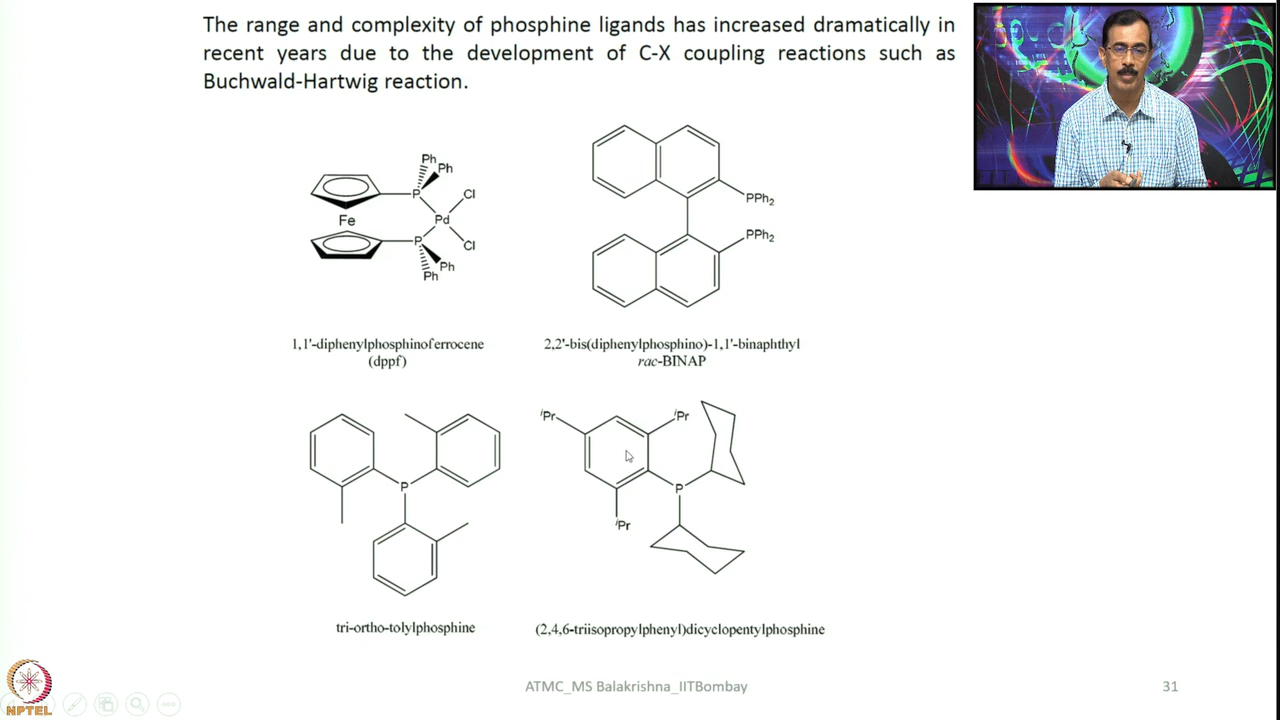 The range and complexity of phosphine ligands has increased dramatically in
recent years due to the development of C-X coupling reactions such as
Buchwald-Hartwig reaction.
Ph
Ph
P
Cl
Fe
Pd
P
Cl
Ph
Ph
PPh2
PPh2
1,1'-diphenylphosphinoferrocene
(dppf)
2,2'-bis(diphenylphosphino)-1,1'-binaphthyl
rac-BINAP
P
iPr
iPr
P
iPr
tri-ortho-tolylphosphine
(2,4,6-triisopropylphenyl)dicyclopentylphosphine
NPTEL
ATMC_MS Balakrishna_IITBombay
31